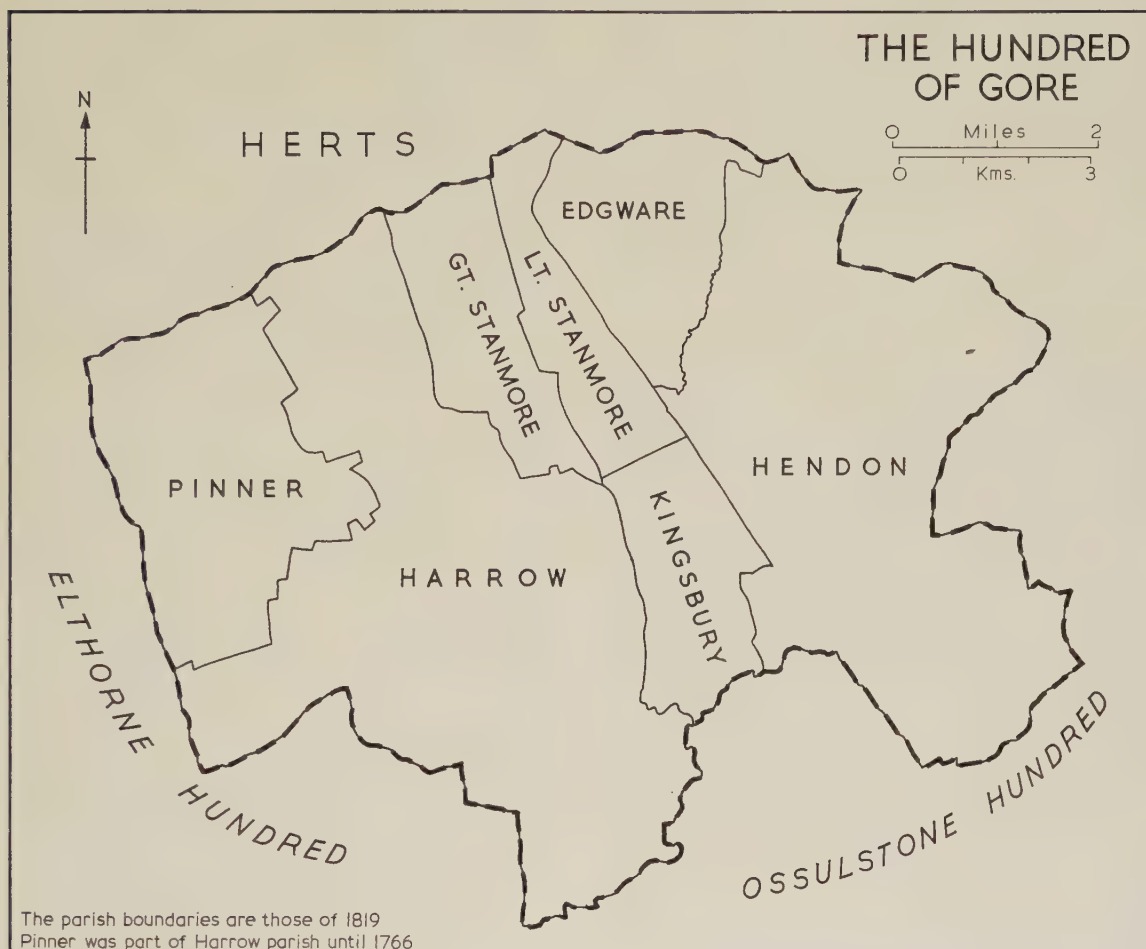 THE HUNDRED
OF GORE
0 Miles 2
0 Kms. 3
N
HERTS
EDGWARE
GT. STANMORE
LT. STANMORE
PINNER
HENDON
HARROW
KINGSBURY
ELTHORNE HUNDRED
OSSULSTONE HUNDRED
The parish boundaries are those of 1819
Pinner was part of Harrow parish until 1766